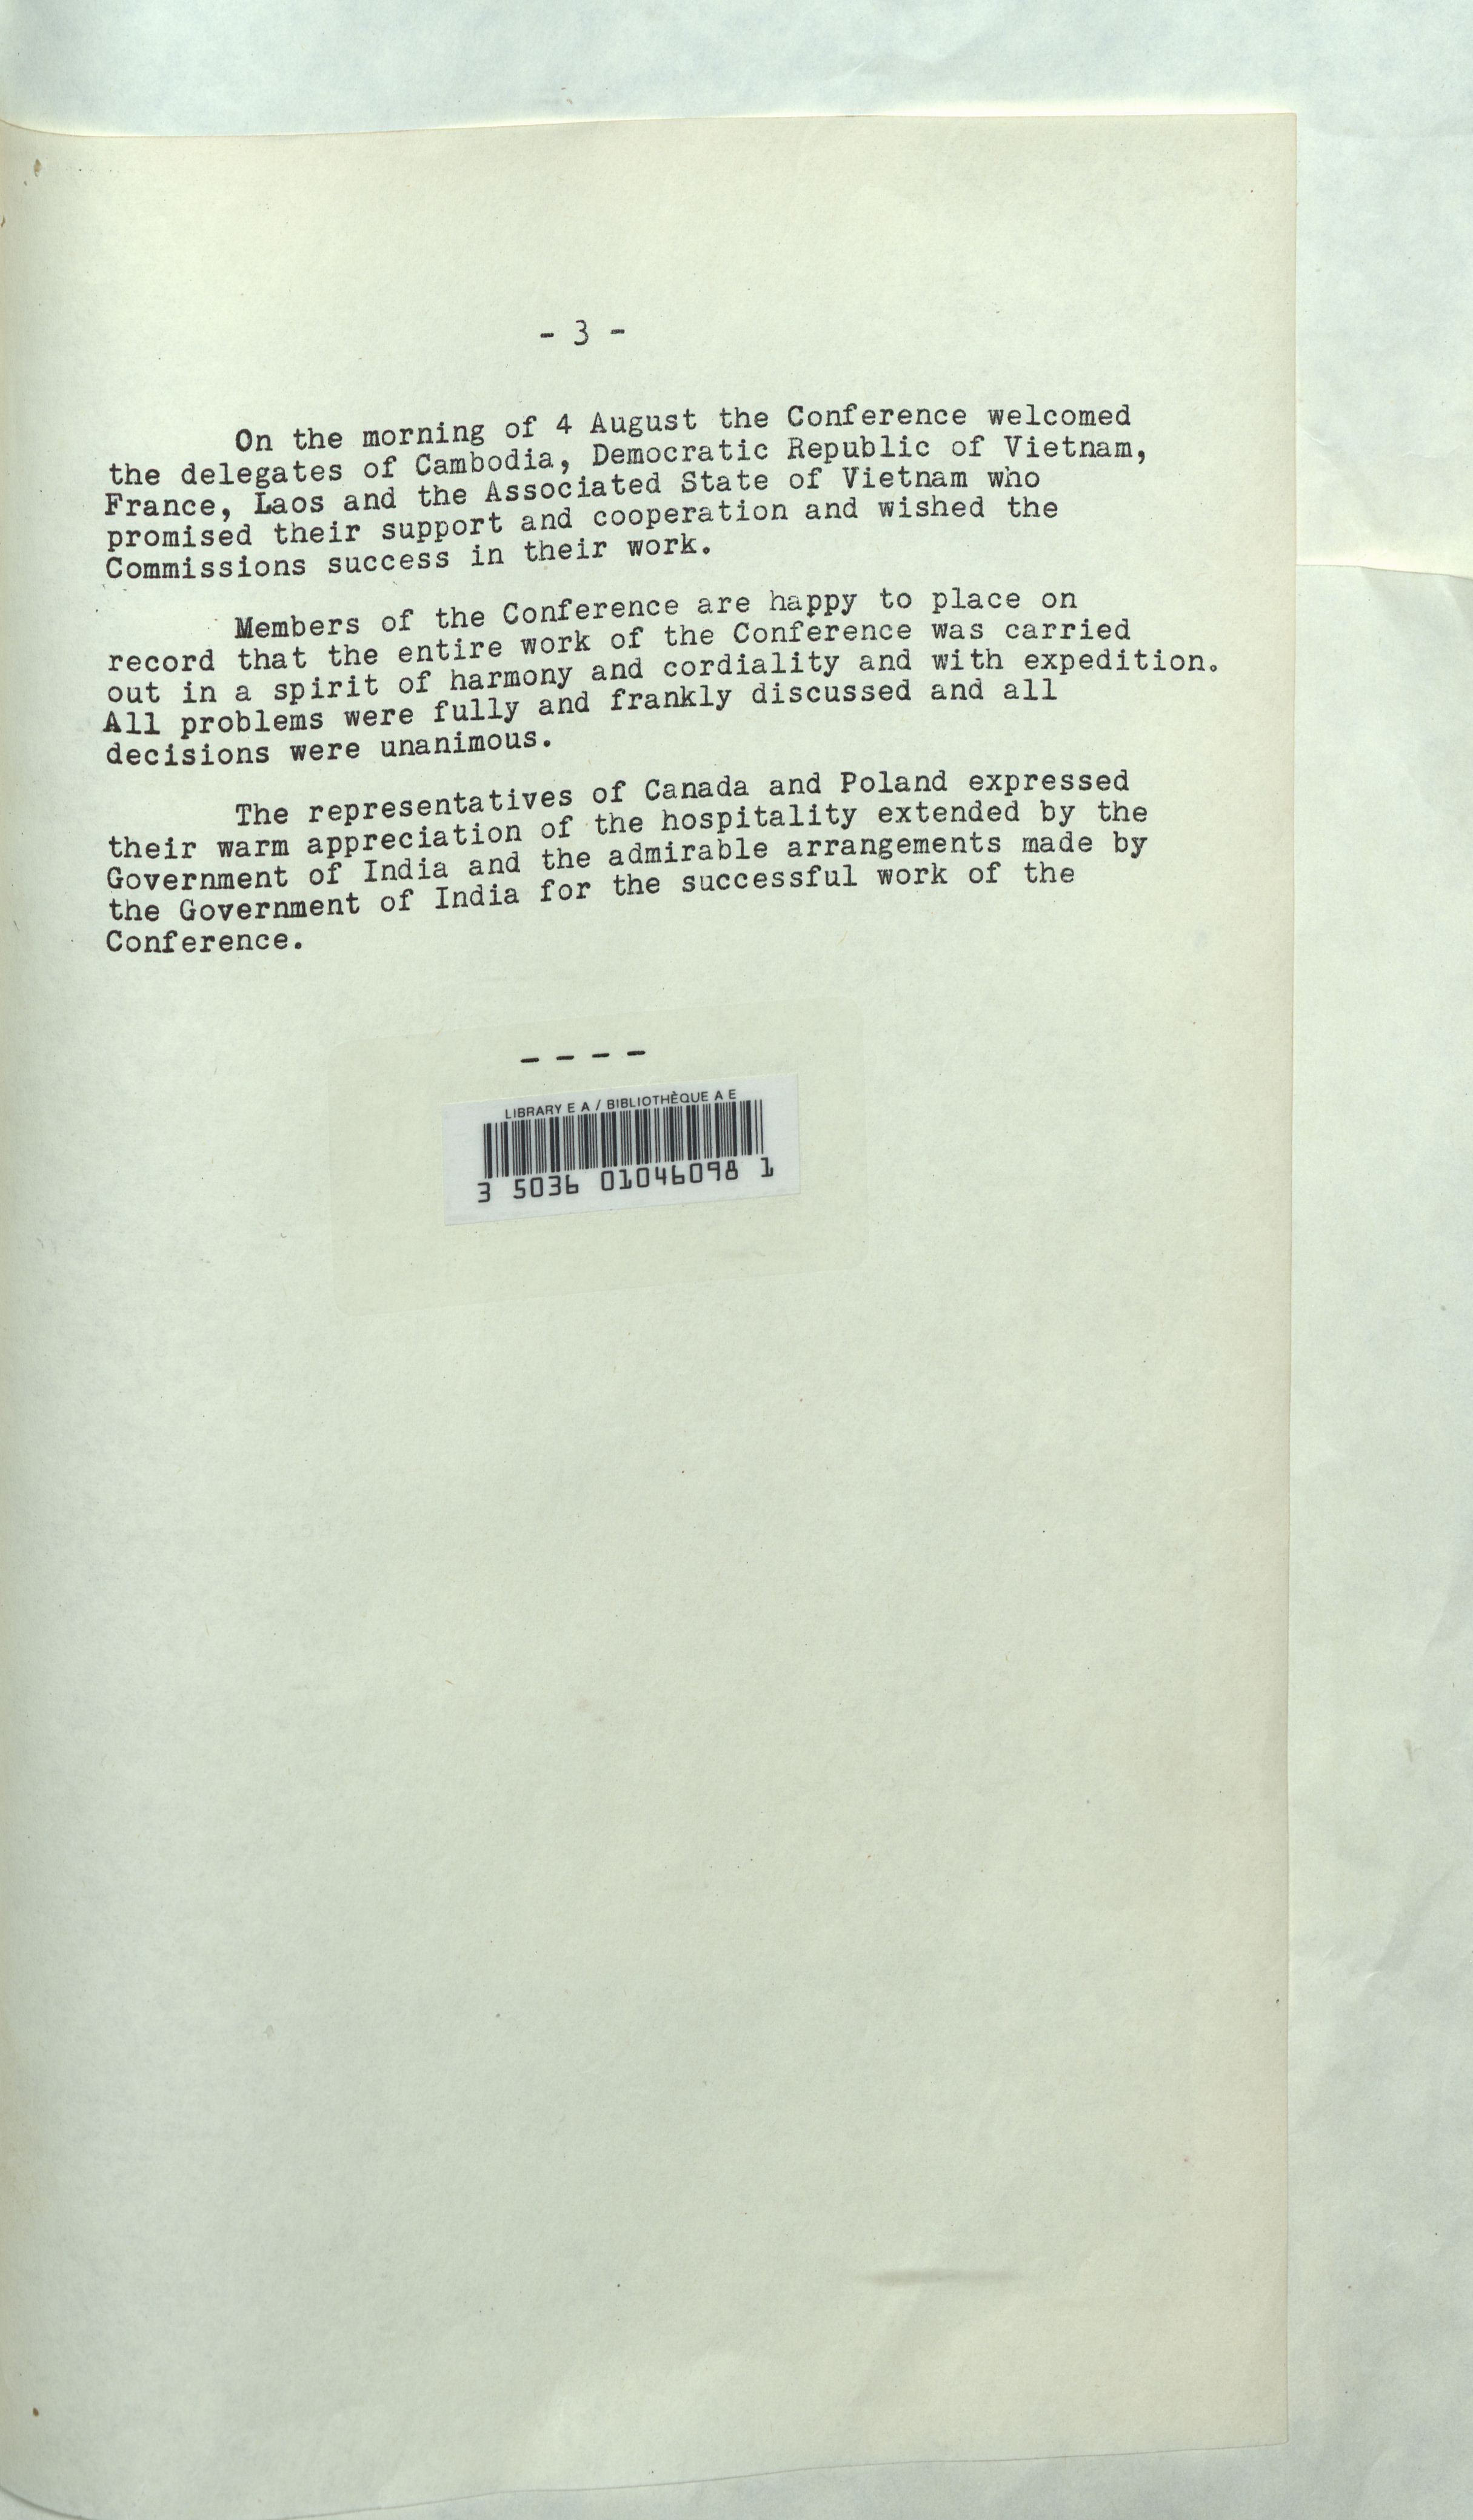 - 3 -
On the morning of 4 August the Conference welcomed
the delegates of Cambodia, Democratic Republic of Vietnam,
France, Laos and the Associated State of Vietnam who
promised their support and cooperation and wished the
Commissions success in their work.
Members of the Conference are happy to place on
record that the entire work of the Conference was carried
out in a spirit of harmony and cordiality and with expedition.
All problems were fully and frankly discussed and all
decisions were unanimous.
The representatives of Canada and Poland expressed
their warm appreciation of the hospitality extended by the
Government of India and the admirable arrangements made by
the Government of India for the successful work of the
Conference.
- - - -
LIBRARY E A / BIBLIOTHÈQUE A E
3 5036 01046098 1